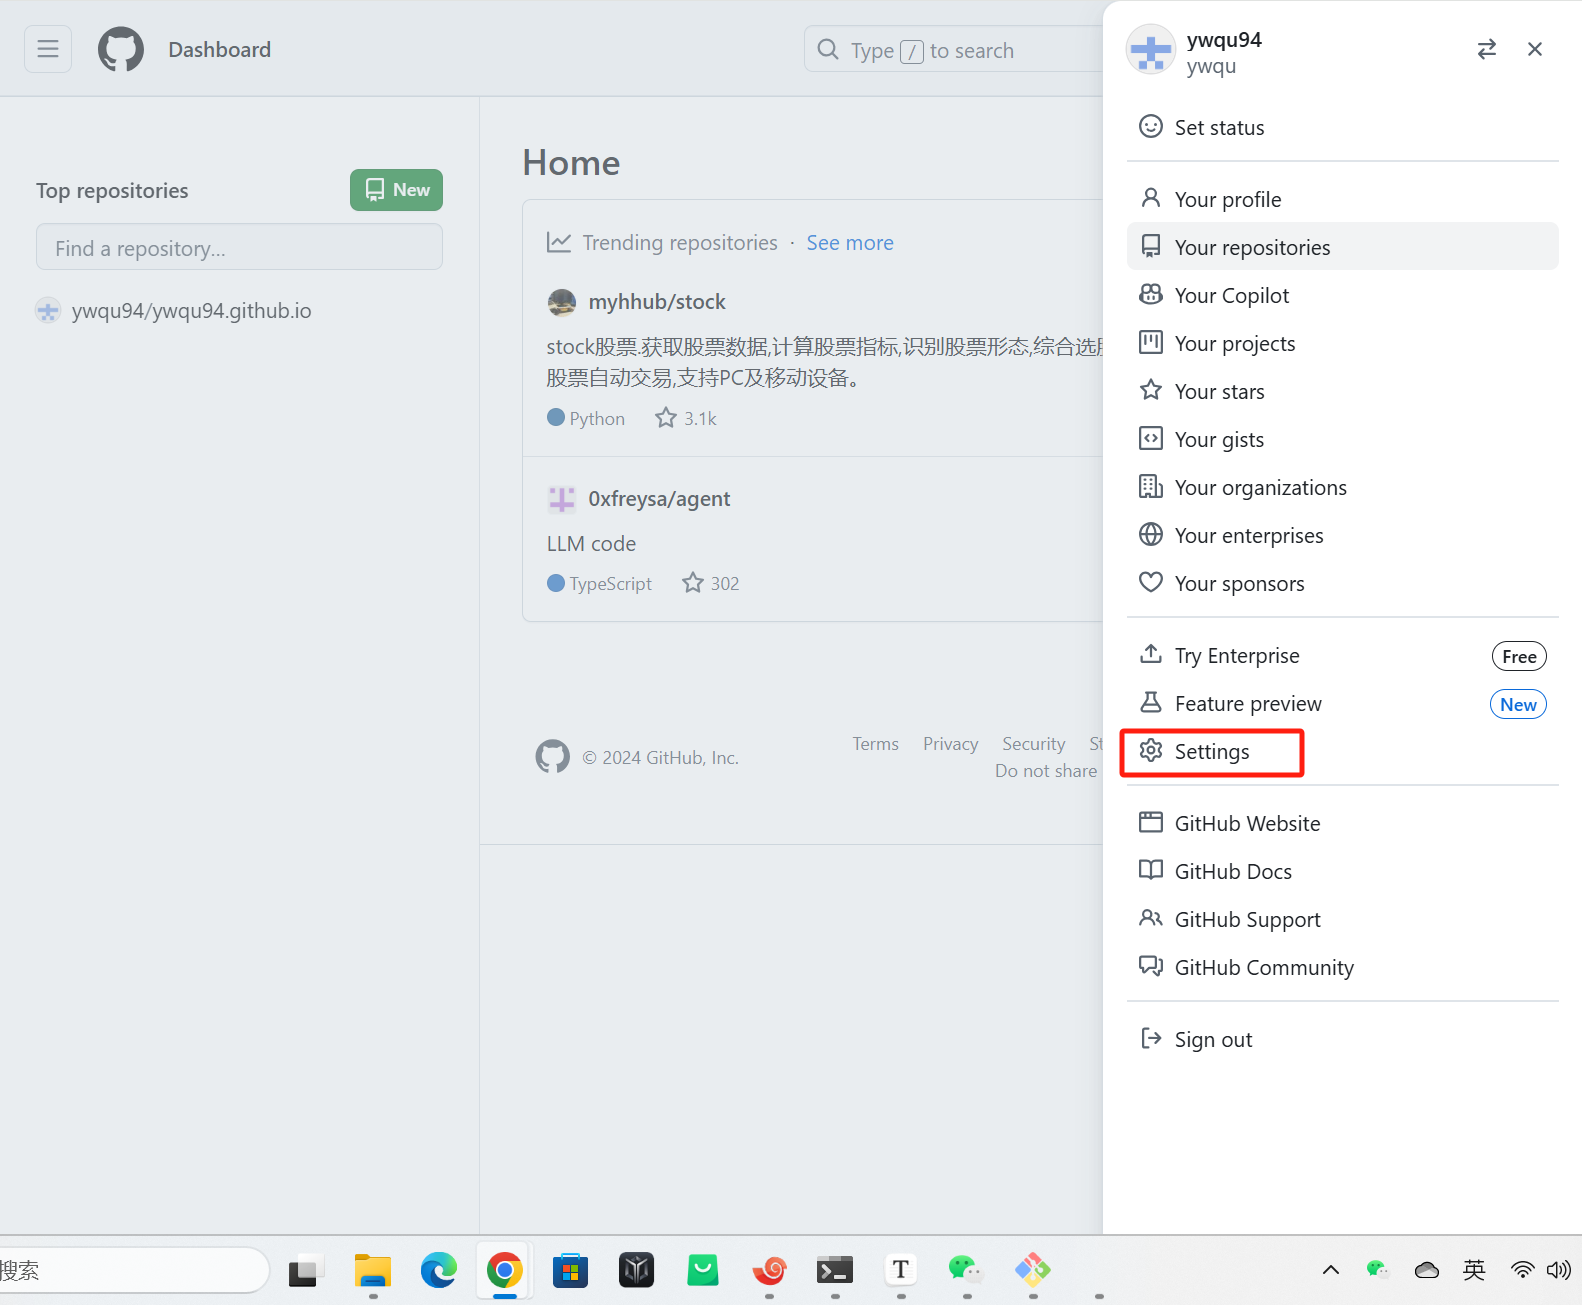 Dashboard
Type / to search
ywqu94
ywqu
Set status
Your profile
Your repositories
Your Copilot
Your projects
Your stars
Your gists
Your organizations
Your enterprises
Your sponsors
Try Enterprise
Free
Feature preview
New
Settings
GitHub Website
GitHub Docs
GitHub Support
GitHub Community
Sign out
Top repositories
New
Find a repository...
ywqu94/ywqu94.github.io
Home
Trending repositories · See more
myhhub/stock
stock股票.获取股票数据,计算股票指标,识别股票形态,综合选
股票自动交易,支持PC及移动设备。
Python
3.1k
0xfreysa/agent
LLM code
TypeScript
302
© 2024 GitHub, Inc.
Terms
Privacy
Security
St
Do not share
搜索
T
英